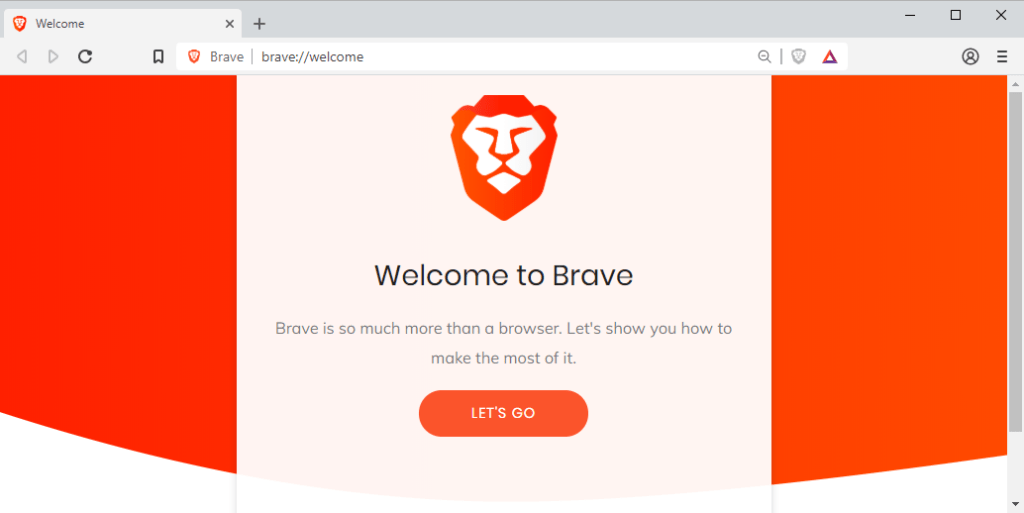 Welcome
Brave | brave://welcome
Welcome to Brave
Brave is so much more than a browser. Let's show you how to
make the most of it.
LET'S GO